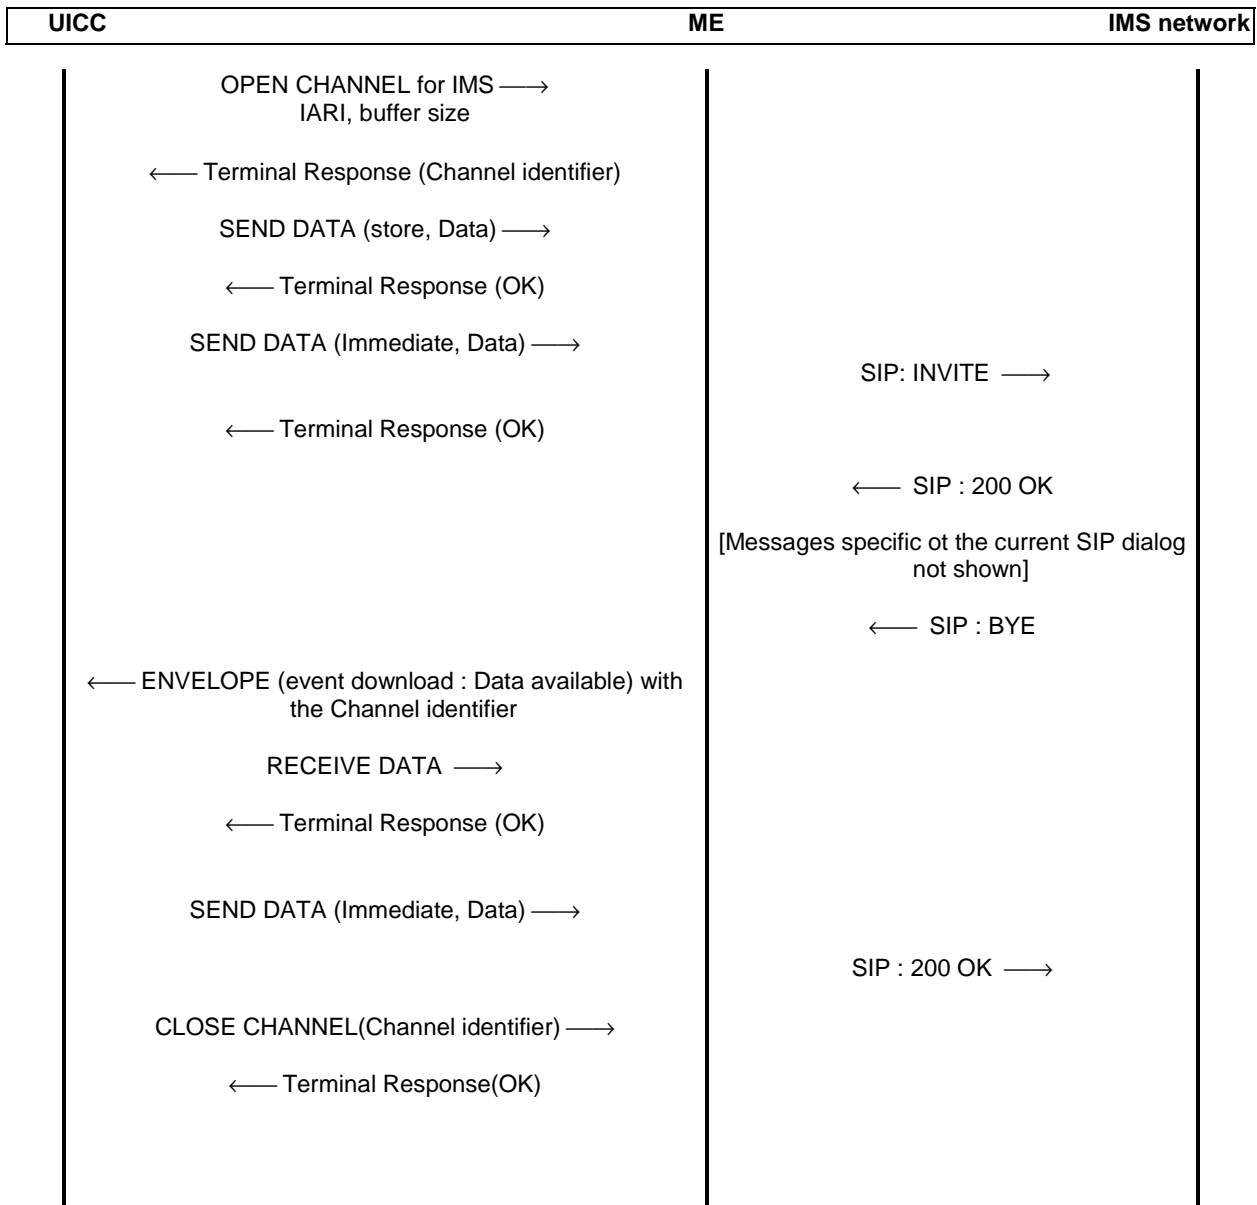 UICC ME IMS network
OPEN CHANNEL for IMS ⟶
IARI, buffer size
⟵ Terminal Response (Channel identifier)
SEND DATA (store, Data) ⟶
⟵ Terminal Response (OK)
SEND DATA (Immediate, Data) ⟶
SIP: INVITE ⟶
⟵ Terminal Response (OK)
⟵ SIP : 200 OK
[Messages specific ot the current SIP dialog
not shown]
⟵ SIP : BYE
⟵ ENVELOPE (event download : Data available) with
the Channel identifier
RECEIVE DATA ⟶
⟵ Terminal Response (OK)
SEND DATA (Immediate, Data) ⟶
SIP : 200 OK ⟶
CLOSE CHANNEL(Channel identifier) ⟶
⟵ Terminal Response(OK)